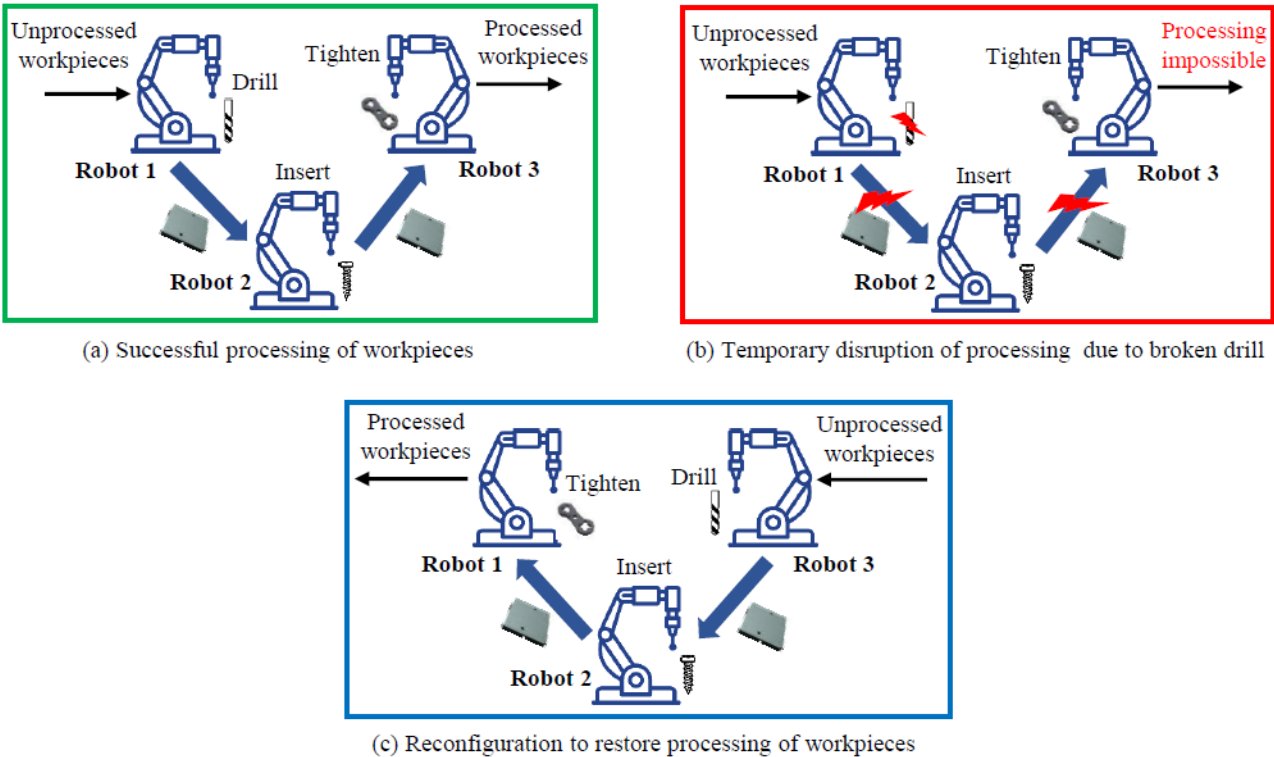 Unprocessed
workpieces
Drill
Robot 1
Insert
Robot 2
Tighten
Robot 3
Processed
workpieces
(a) Successful processing of workpieces
Unprocessed
workpieces
Robot 1
Insert
Robot 2
Tighten
Robot 3
Processing
impossible
(b) Temporary disruption of processing due to broken drill
Processed
workpieces
Tighten
Robot 1
Insert
Robot 2
Drill
Robot 3
Unprocessed
workpieces
(c) Reconfiguration to restore processing of workpieces